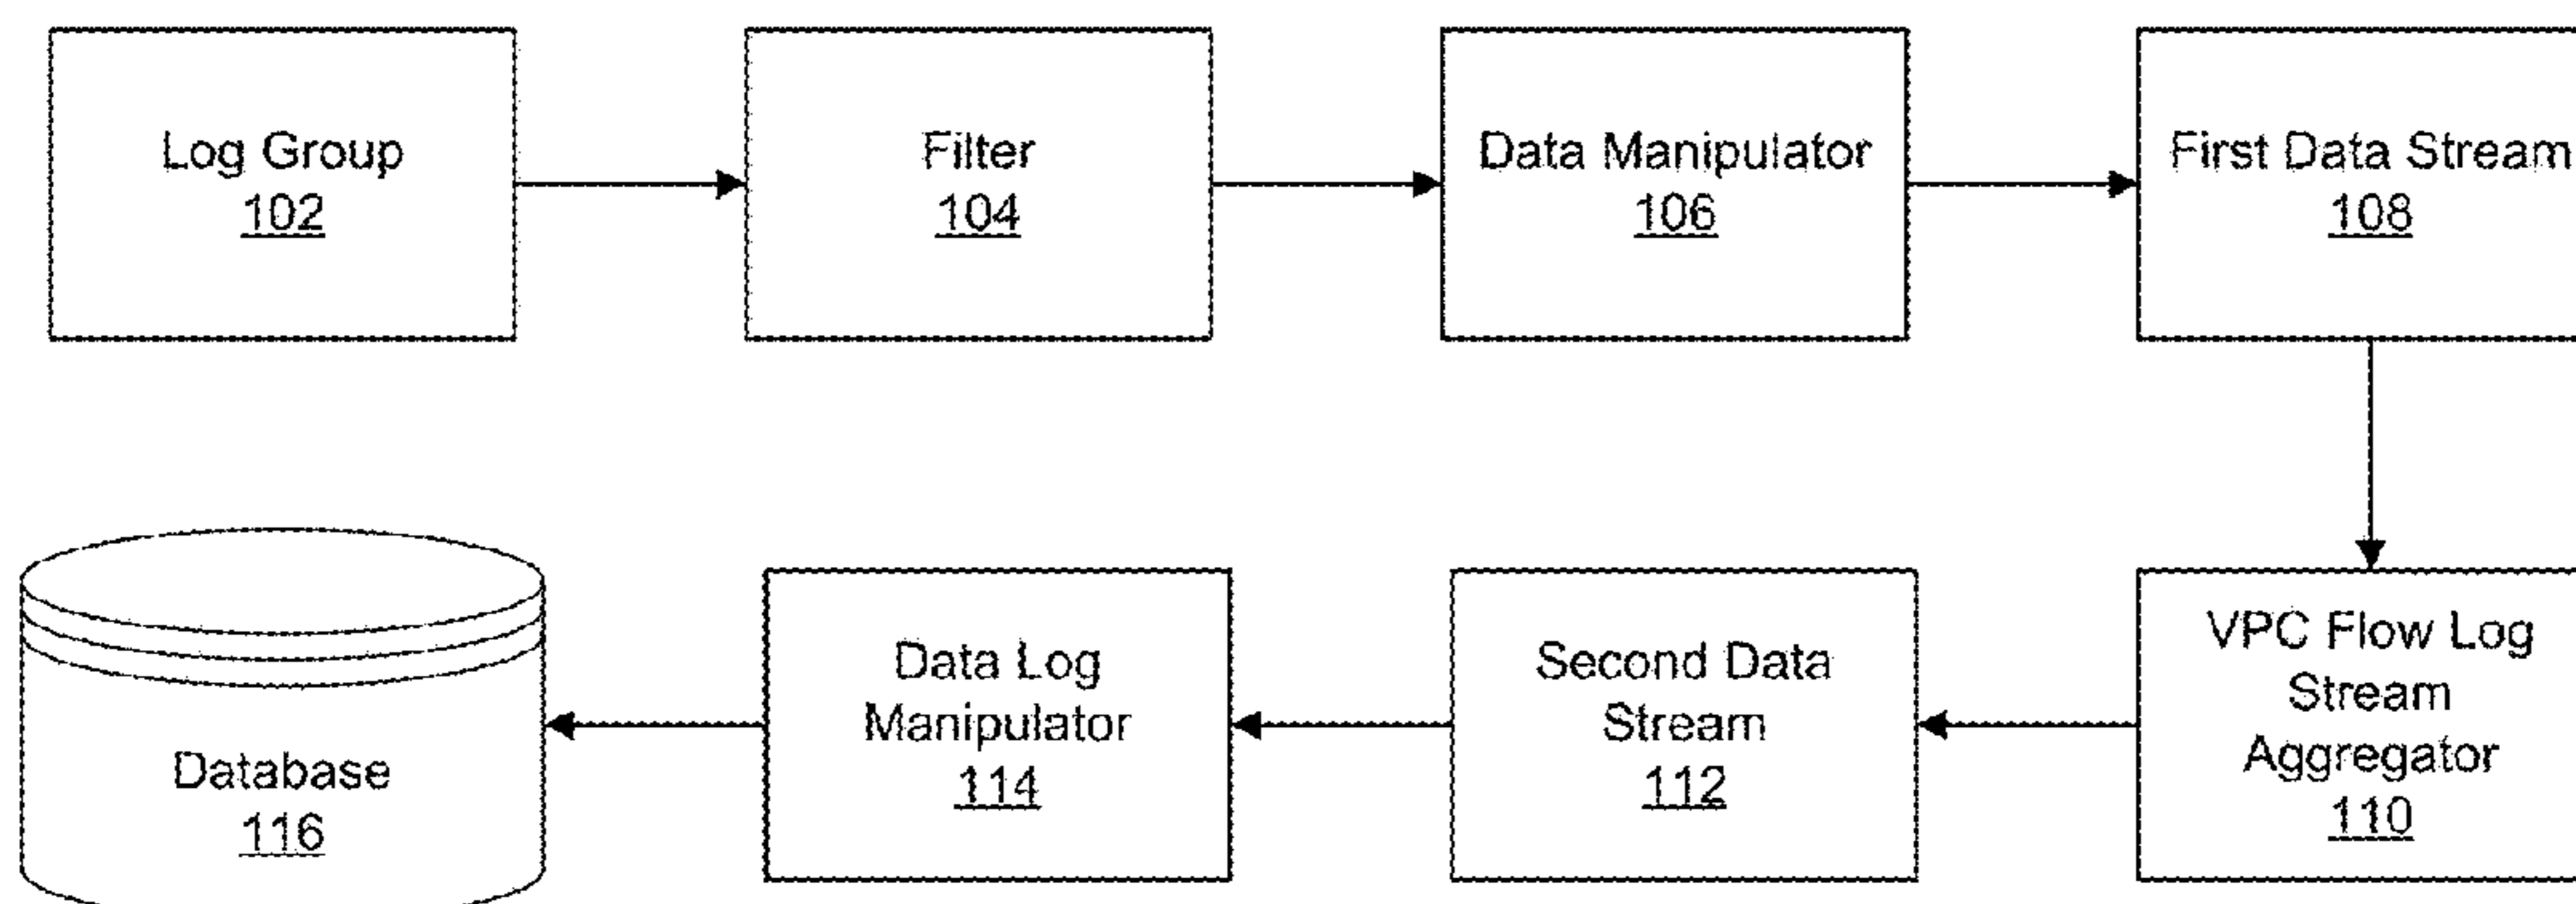 Log Group
102
Filter
104
Data Manipulator
106
First Data Stream
108
Database
116
Data Log
Manipulator
114
Second Data
Stream
112
VPC Flow Log
Stream
Aggregator
110